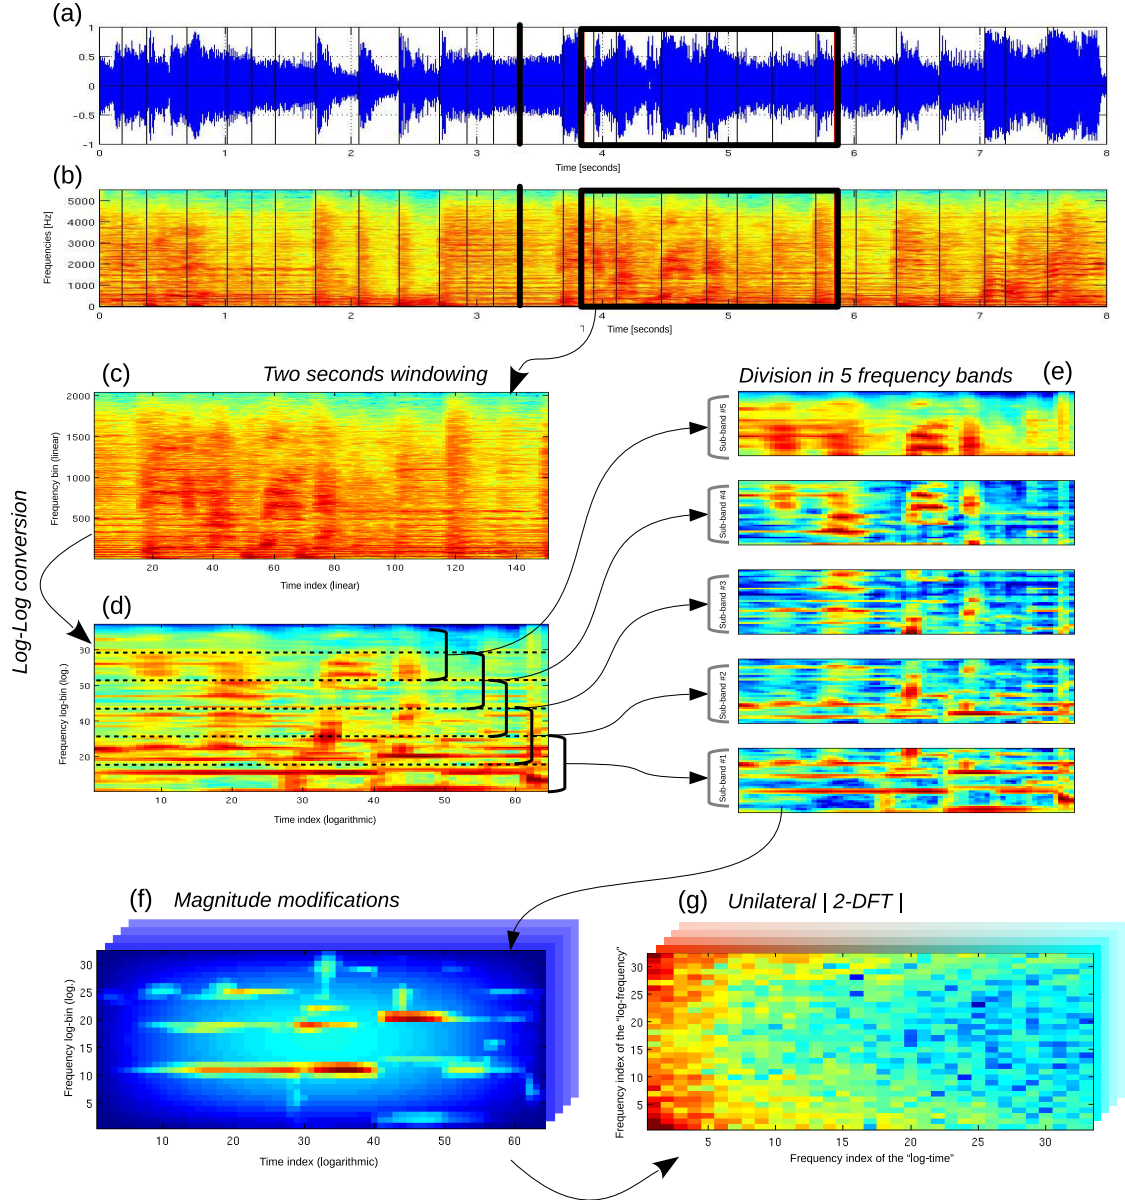 (a)
1
0.5
0
−0.5
−1
0 1 2 3 4 5 6 7 8
Time [seconds]
(b)
Frequencies [Hz]
5000
4000
3000
2000
1000
0
0 1 2 3 4 5 6 7 8
Time [seconds]
(c)
Two seconds windowing
Frequency bin (linear)
2000
1500
1000
500
20 40 60 80 100 120 140
Time index (linear)
Log-Log conversion
(d)
Frequency log-bin (log.)
30
50
40
20
10 20 30 40 50 60
Time index (logarithmic)
Division in 5 frequency bands
(e)
Sub-band #5
Sub-band #4
Sub-band #3
Sub-band #2
Sub-band #1
(f)
Magnitude modifications
Frequency log-bin (log.)
30
25
20
15
10
5
10 20 30 40 50 60
Time index (logarithmic)
(g)
Unilateral | 2-DFT |
Frequency index of the “log-frequency”
30
25
20
15
10
5
5 10 15 20 25 30
Frequency index of the “log-time”